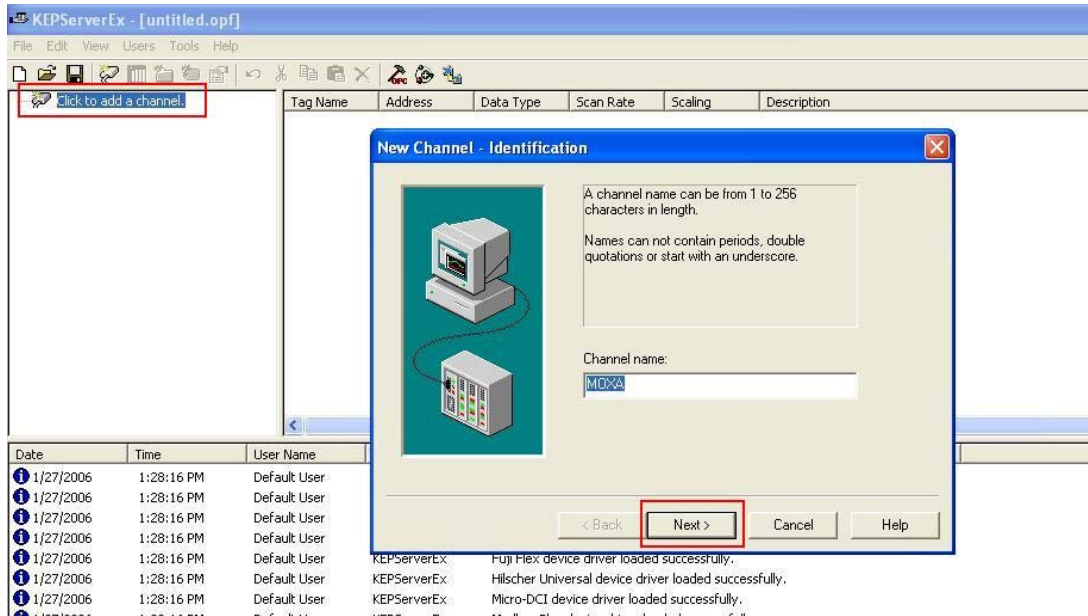 KEPServerEx - [untitled.opf]
File Edit View Users Tools Help
Click to add a channel.
Tag Name Address Data Type Scan Rate Scaling Description
New Channel - Identification
A channel name can be from 1 to 256
characters in length.
Names can not contain periods, double
quotations or start with an underscore.
Channel name:
MOXA
< Back Next > Cancel Help
Date Time User Name
1/27/2006 1:28:16 PM Default User
1/27/2006 1:28:16 PM Default User
1/27/2006 1:28:16 PM Default User
1/27/2006 1:28:16 PM Default User
1/27/2006 1:28:16 PM Default User KEPServerEx Fuji Flex device driver loaded successfully.
1/27/2006 1:28:16 PM Default User KEPServerEx Hilscher Universal device driver loaded successfully.
1/27/2006 1:28:16 PM Default User KEPServerEx Micro-DCI device driver loaded successfully.